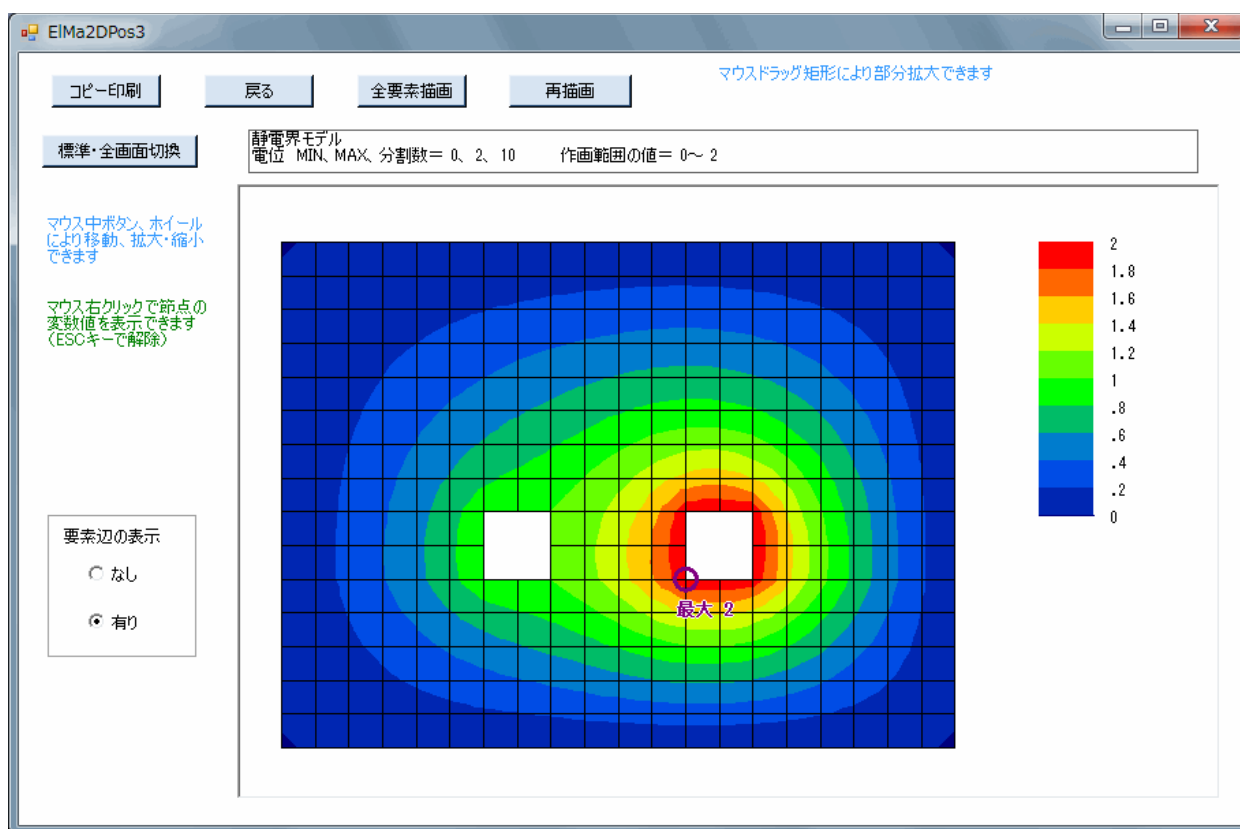 ElMa2DPos3
コピー印刷
戻る
全要素描画
再描画
マウスドラッグ矩形により部分拡大できます
標準・全画面切換
静電界モデル
電位 MIN、MAX、分割数= 0、2、10 作画範囲の値= 0~ 2
マウス中ボタン、ホイール
により移動、拡大・縮小
できます
マウス右クリックで節点の
変数値を表示できます
(ESCキーで解除)
要素辺の表示
なし
有り
最大 2
2
1.8
1.6
1.4
1.2
1
.8
.6
.4
.2
0